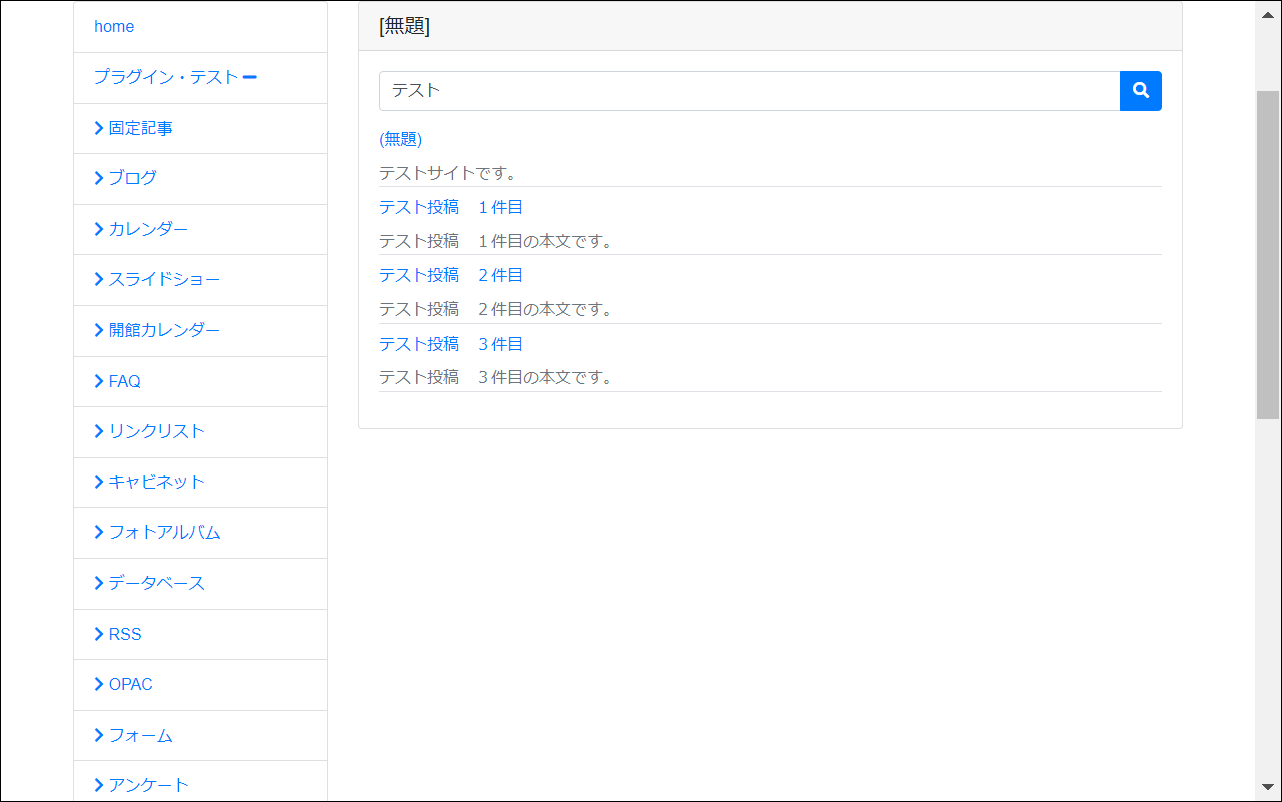 home
プラグイン・テスト
固定記事
ブログ
カレンダー
スライドショー
開館カレンダー
FAQ
リンクリスト
キャビネット
フォトアルバム
データベース
RSS
OPAC
フォーム
アンケート
[無題]
テスト
(無題)
テストサイトです。
テスト投稿　１件目
テスト投稿　１件目の本文です。
テスト投稿　２件目
テスト投稿　２件目の本文です。
テスト投稿　３件目
テスト投稿　３件目の本文です。